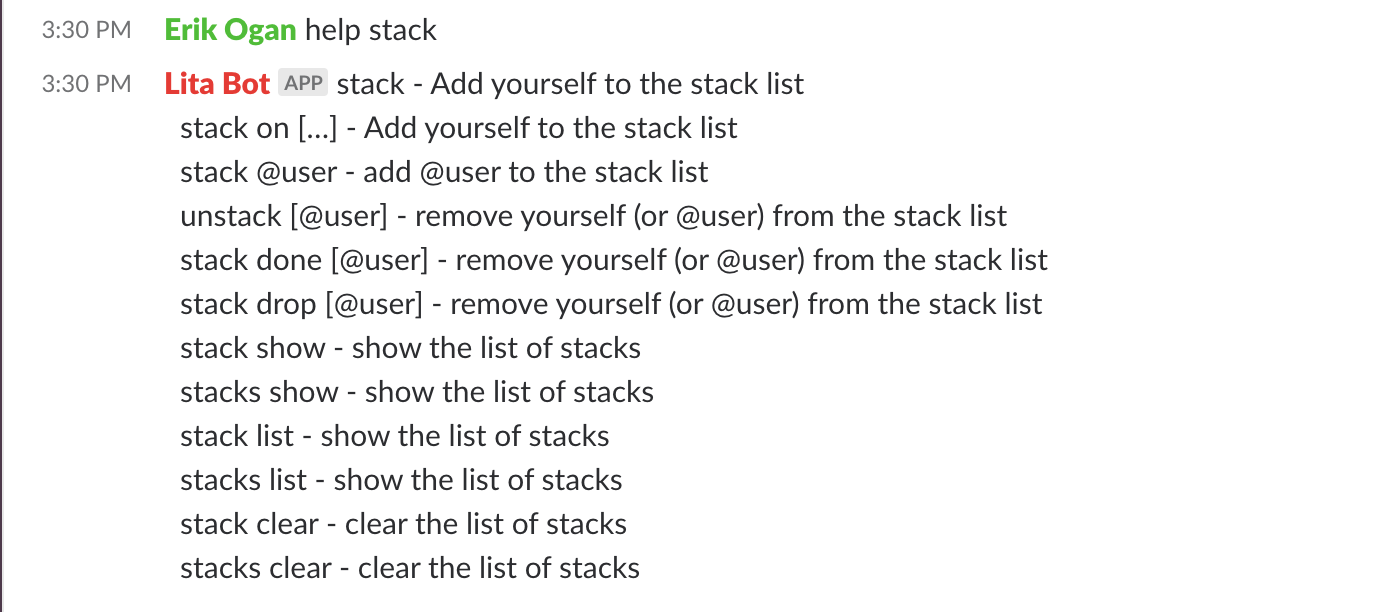 3:30 PM Erik Ogan help stack
3:30 PM Lita Bot APP stack - Add yourself to the stack list
stack on [...] - Add yourself to the stack list
stack @user - add @user to the stack list
unstack [@user] - remove yourself (or @user) from the stack list
stack done [@user] - remove yourself (or @user) from the stack list
stack drop [@user] - remove yourself (or @user) from the stack list
stack show - show the list of stacks
stacks show - show the list of stacks
stack list - show the list of stacks
stacks list - show the list of stacks
stack clear - clear the list of stacks
stacks clear - clear the list of stacks